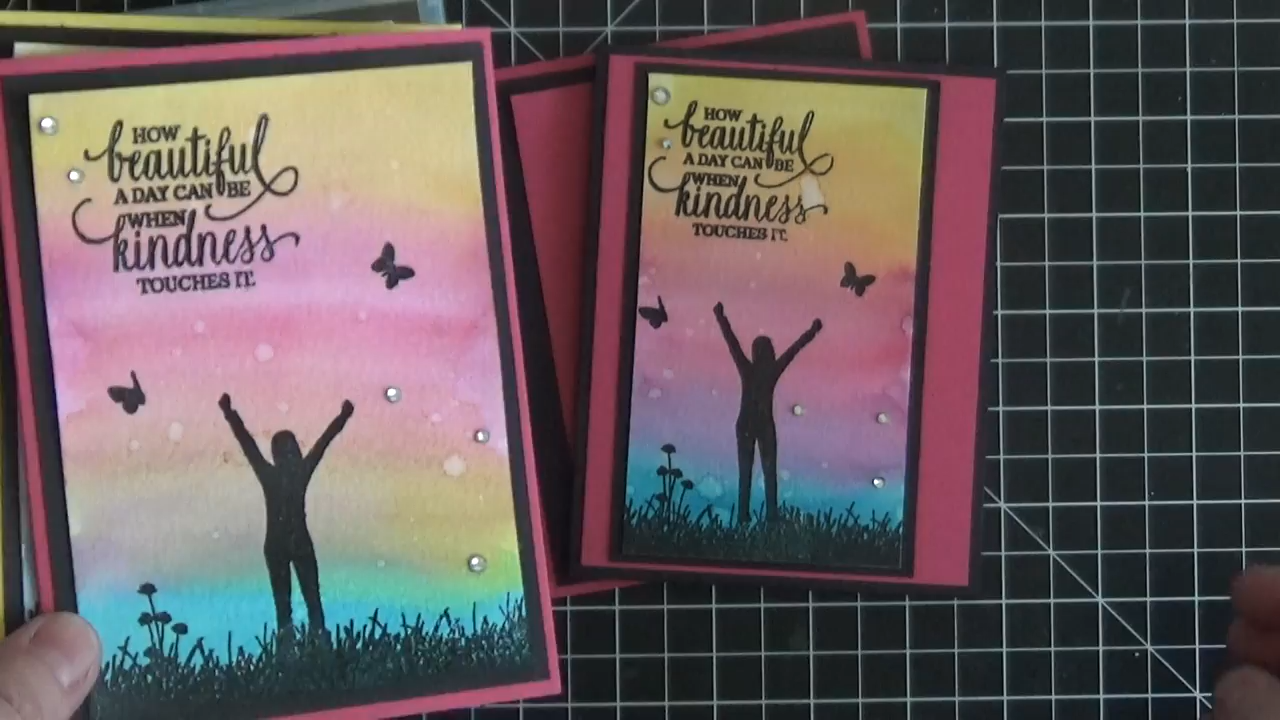 HOW
beautiful
A DAY CAN BE
WHEN
kindness
TOUCHES IT.
HOW
beautiful
A DAY CAN BE
WHEN
kindness
TOUCHES IT.